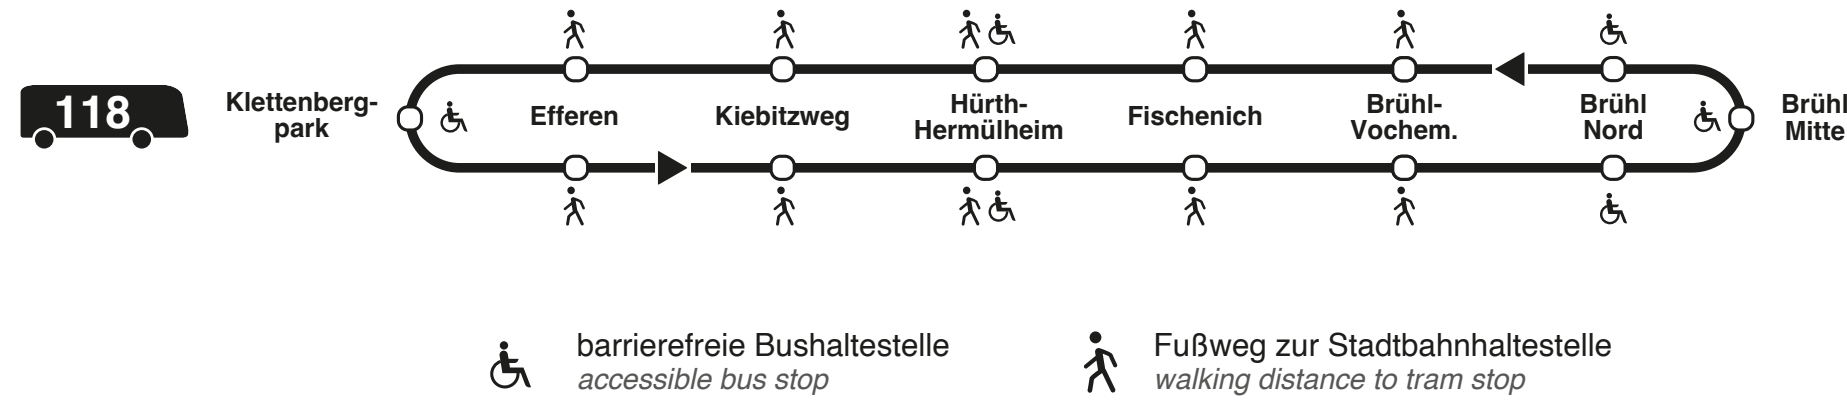 118
Klettenberg-
park
Efferen
Kiebitzweg
Hürth-
Hermülheim
Fischenich
Brühl-
Vochem.
Brühl
Nord
Brühl
Mitte
barrierefreie Bushaltestelle
accessible bus stop
Fußweg zur Stadtbahnhaltestelle
walking distance to tram stop